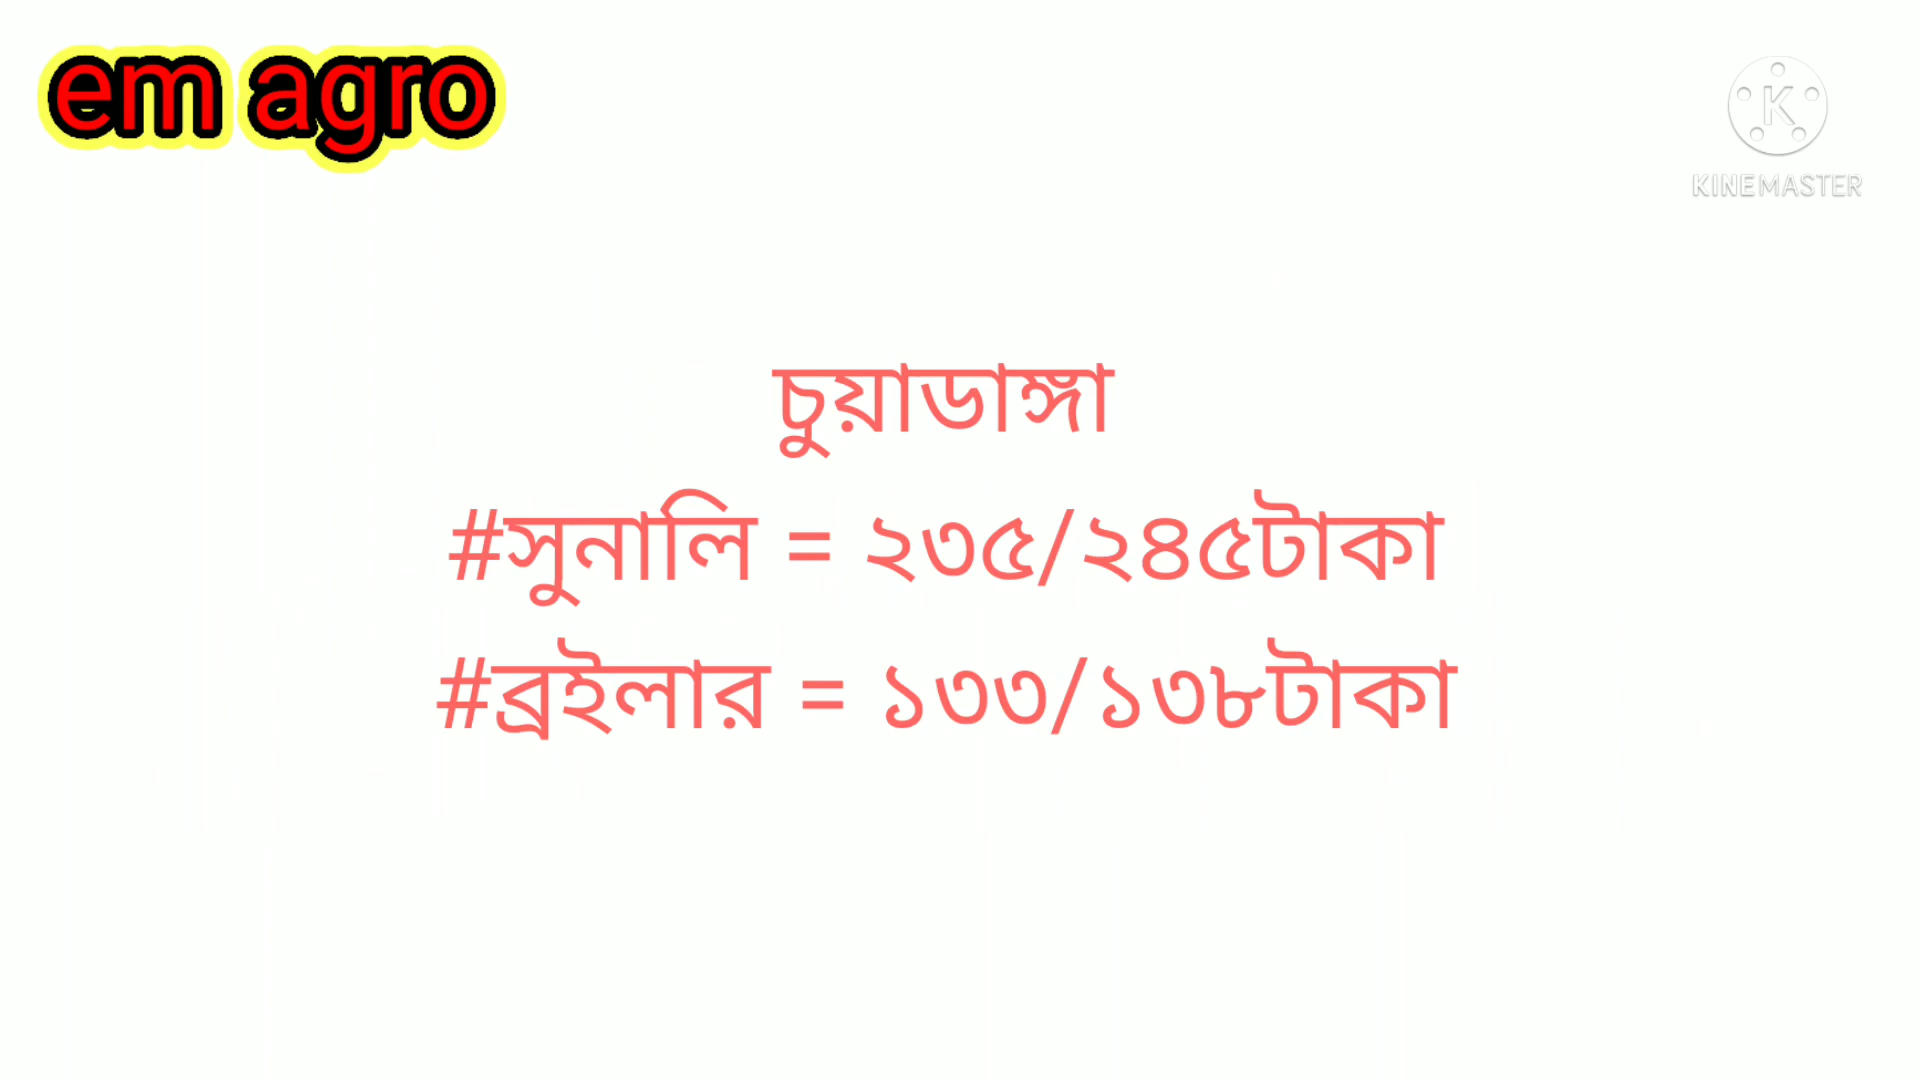 em agro
KINEMASTER
চুয়াডাঙ্গা
#সুনালি = ২৩৫/২৪৫টাকা
#ব্রইলার = ১৩৩/১৩৮টাকা